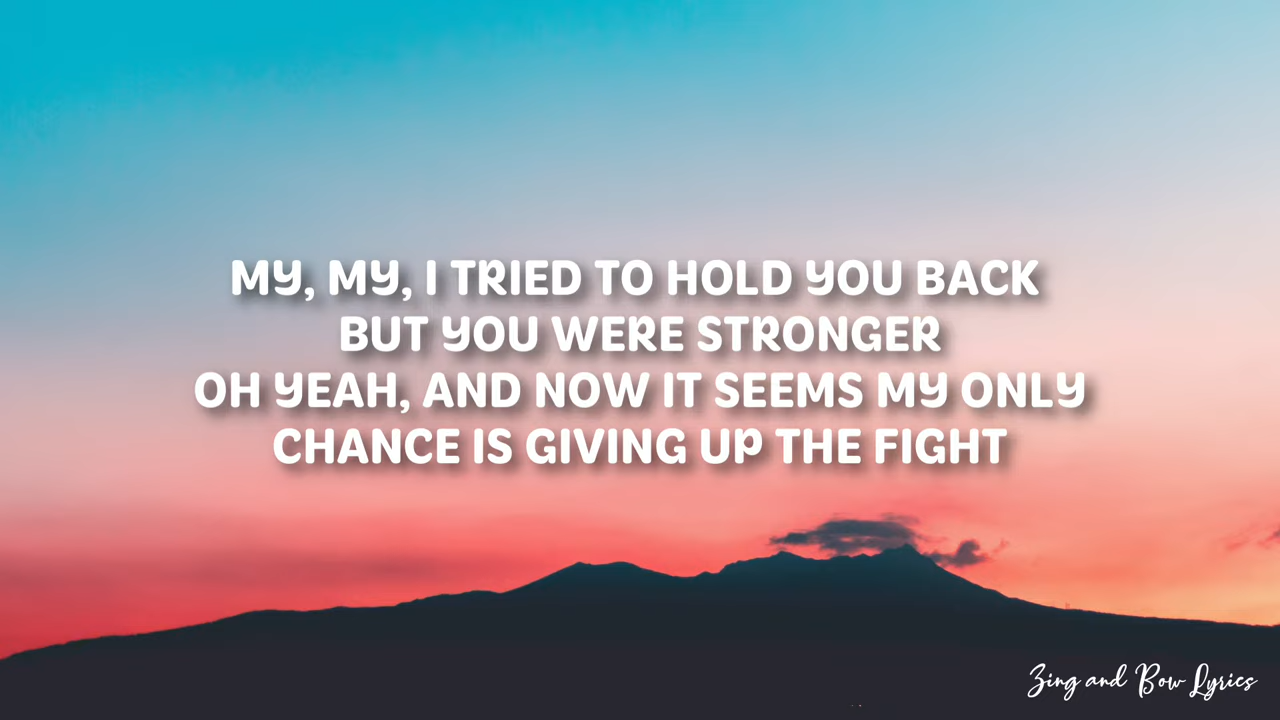 MY, MY, I TRIED TO HOLD YOU BACK
BUT YOU WERE STRONGER
OH YEAH, AND NOW IT SEEMS MY ONLY
CHANCE IS GIVING UP THE FIGHT
Zing and Bow Lyrics